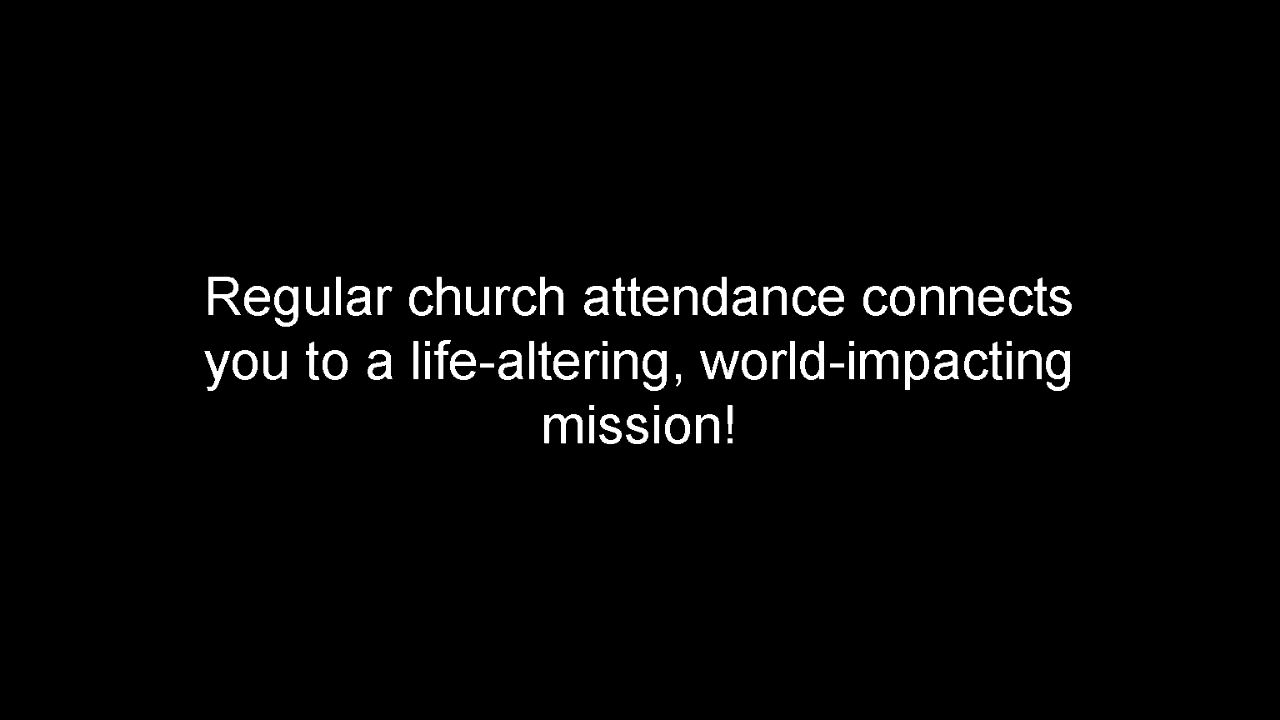 Regular church attendance connects
you to a life-altering, world-impacting
mission!